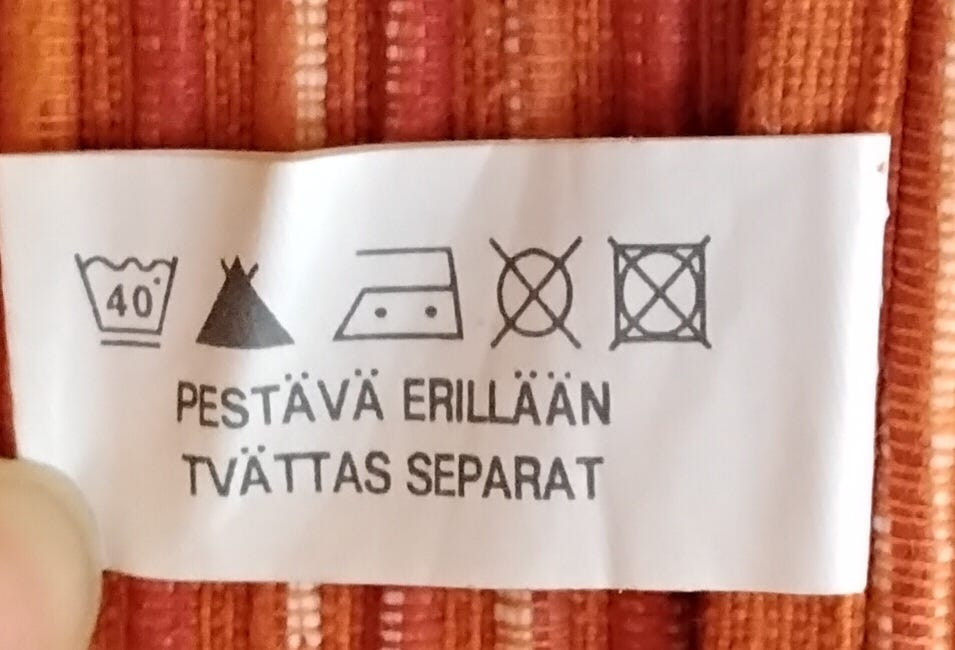 40°
PESTÄVÄ ERILLÄÄN
TVÄTTAS SEPARAT